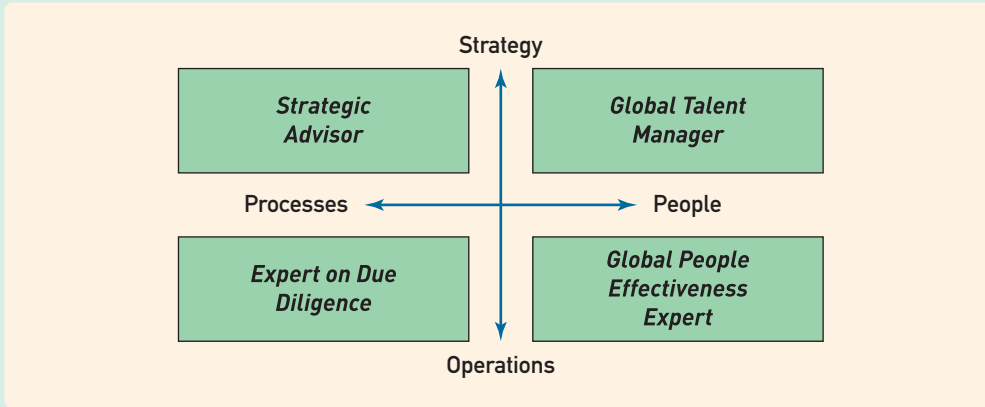 Strategy
Strategic
Advisor
Global Talent
Manager
Processes
People
Expert on Due
Diligence
Global People
Effectiveness
Expert
Operations